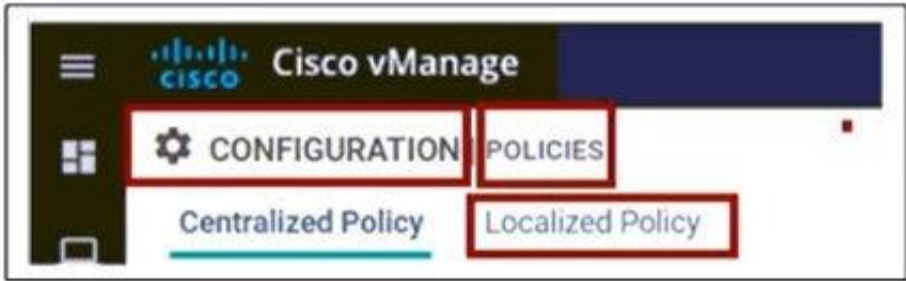 CISCO Cisco vManage
CONFIGURATION POLICIES
Centralized Policy Localized Policy